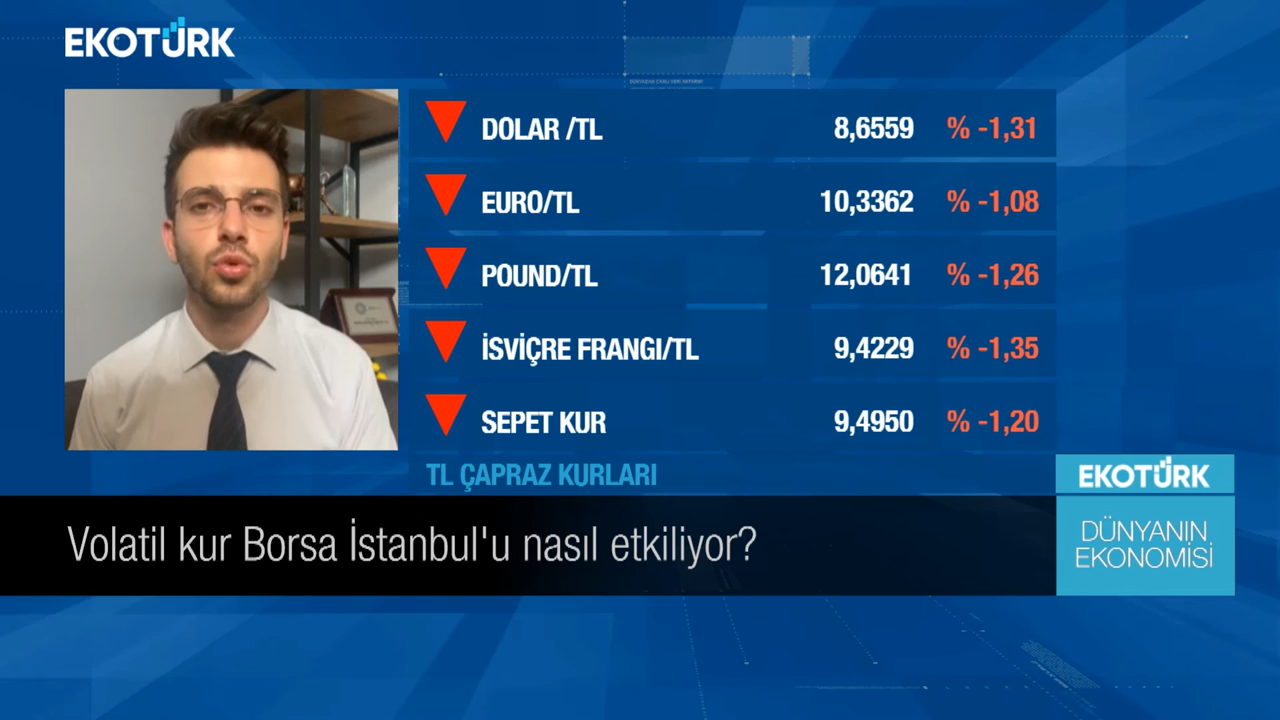 EKOTÜRK
DOLAR /TL 8,6559 % -1,31
EURO/TL 10,3362 % -1,08
POUND/TL 12,0641 % -1,26
İSVİÇRE FRANGI/TL 9,4229 % -1,35
SEPET KUR 9,4950 % -1,20
TL ÇAPRAZ KURLARI
EKOTÜRK
Volatil kur Borsa İstanbul'u nasıl etkiliyor?
DÜNYANIN
EKONOMİSİ